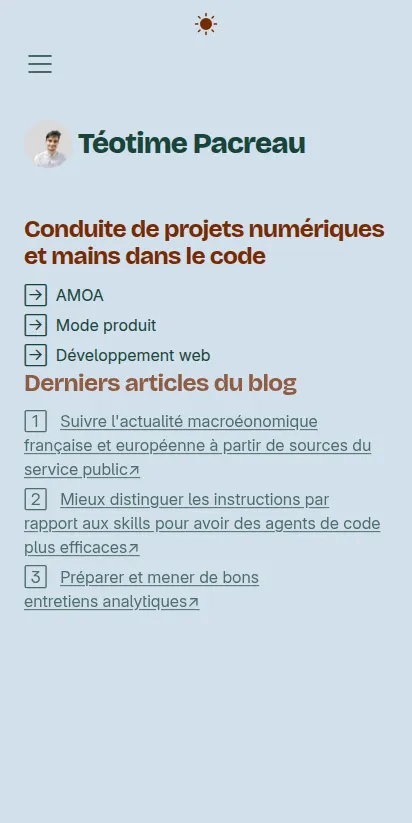 Téotime Pacreau
Conduite de projets numériques
et mains dans le code
→ AMOA
→ Mode produit
→ Développement web
Derniers articles du blog
1 Suivre l'actualité macroéonomique
française et européenne à partir de sources du
service public↗
2 Mieux distinguer les instructions par
rapport aux skills pour avoir des agents de code
plus efficaces↗
3 Préparer et mener de bons
entretiens analytiques↗